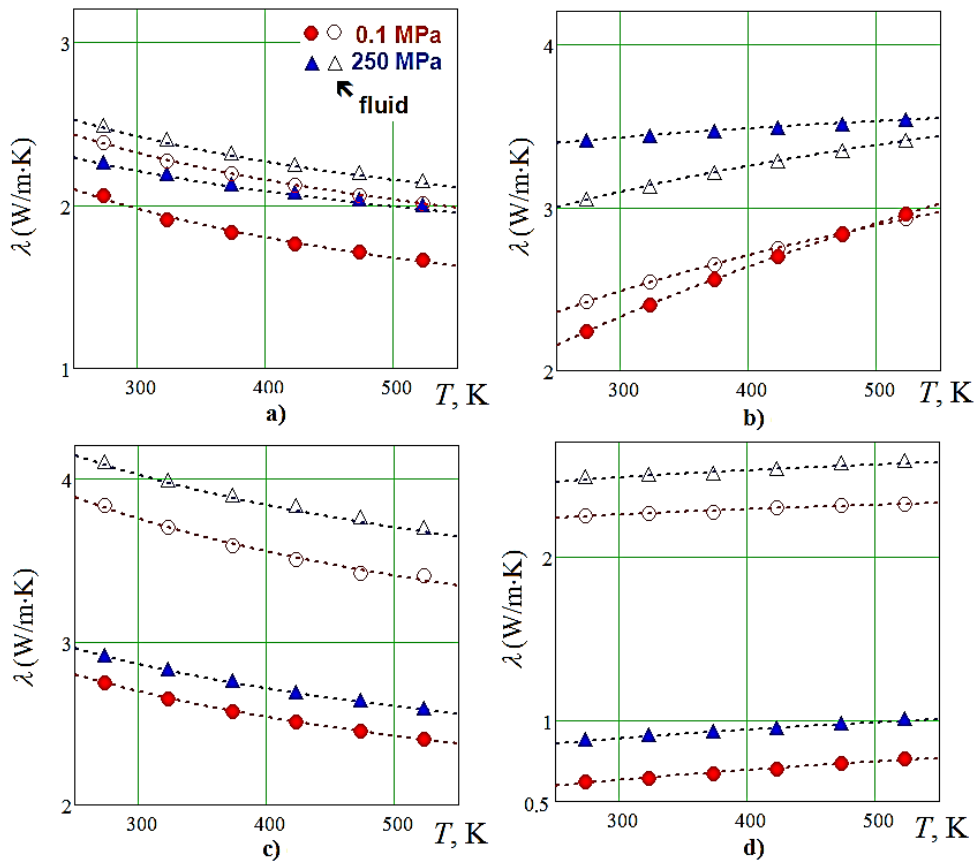 3
2
1
λ (W/m·K)
0.1 MPa
250 MPa
fluid
300
400
500
T, K
a)
4
3
2
λ (W/m·K)
300
400
500
T, K
b)
4
3
2
λ (W/m·K)
300
400
500
T, K
c)
2
1
0.5
λ (W/m·K)
300
400
500
T, K
d)